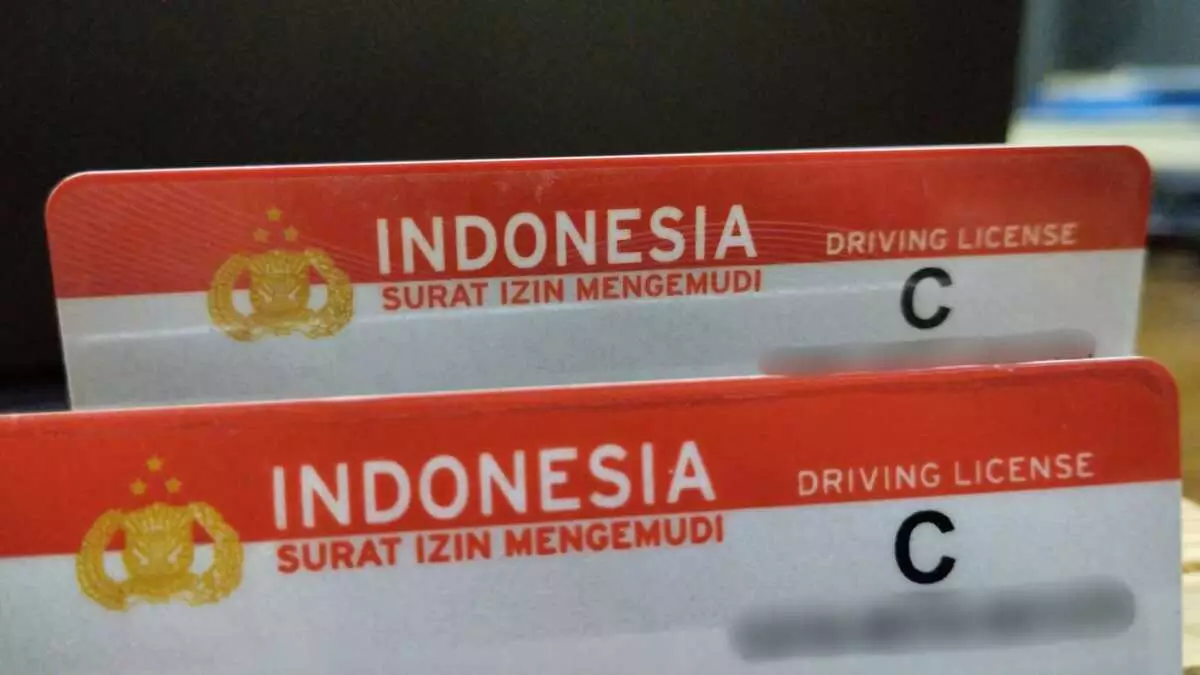 INDONESIA
DRIVING LICENSE
SURAT IZIN MENGEMUDI
C
INDONESIA
DRIVING LICENSE
SURAT IZIN MENGEMUDI
C